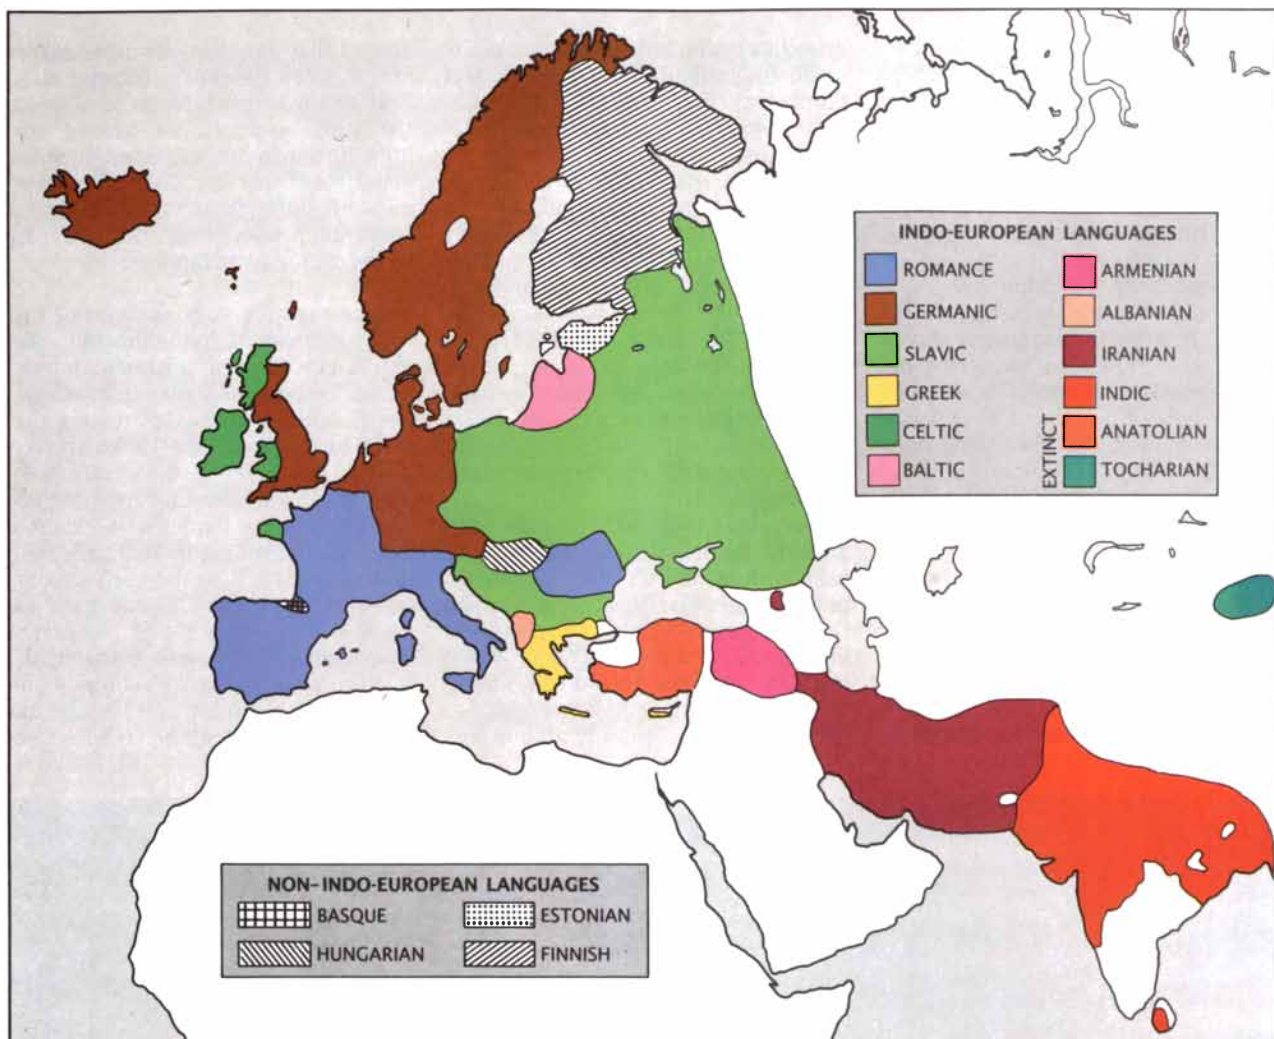 INDO-EUROPEAN LANGUAGES
ROMANCE
GERMANIC
SLAVIC
GREEK
CELTIC
BALTIC
ARMENIAN
ALBANIAN
IRANIAN
INDIC
EXTINCT
ANATOLIAN
TOCHARIAN
NON-INDO-EUROPEAN LANGUAGES
BASQUE
HUNGARIAN
ESTONIAN
FINNISH